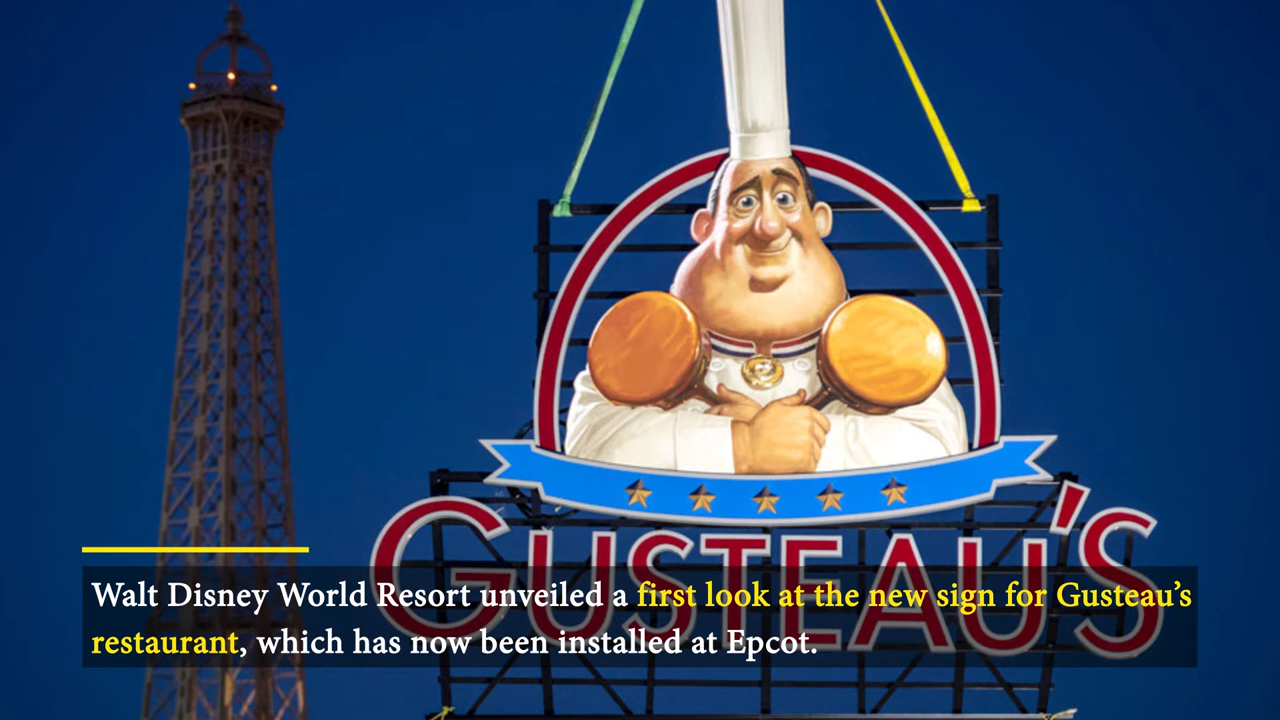 GUSTEAU'S
Walt Disney World Resort unveiled a first look at the new sign for Gusteau’s
restaurant, which has now been installed at Epcot.